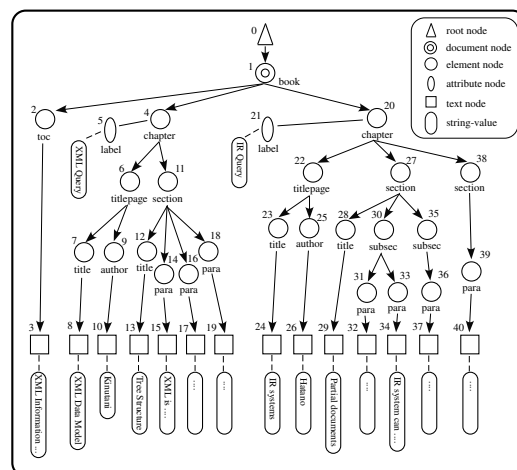 0
root node
document node
element node
attribute node
text node
string-value
1
book
2
toc
5
label
4
chapter
21
label
20
chapter
XML Query
IR Query
6
titlepage
11
section
22
titlepage
27
section
38
section
7
title
9
author
12
title
14
para
16
para
18
para
23
title
25
author
28
title
30
subsec
35
subsec
31
para
33
para
36
para
39
para
3
8
10
13
15
17
19
24
26
29
32
34
37
40
XML Information ...
XML Data Model
Kinutani
Tree Structure
XML is ....
....
....
IR systems
Hatano
Partial documents
....
IR system can ....
....
....